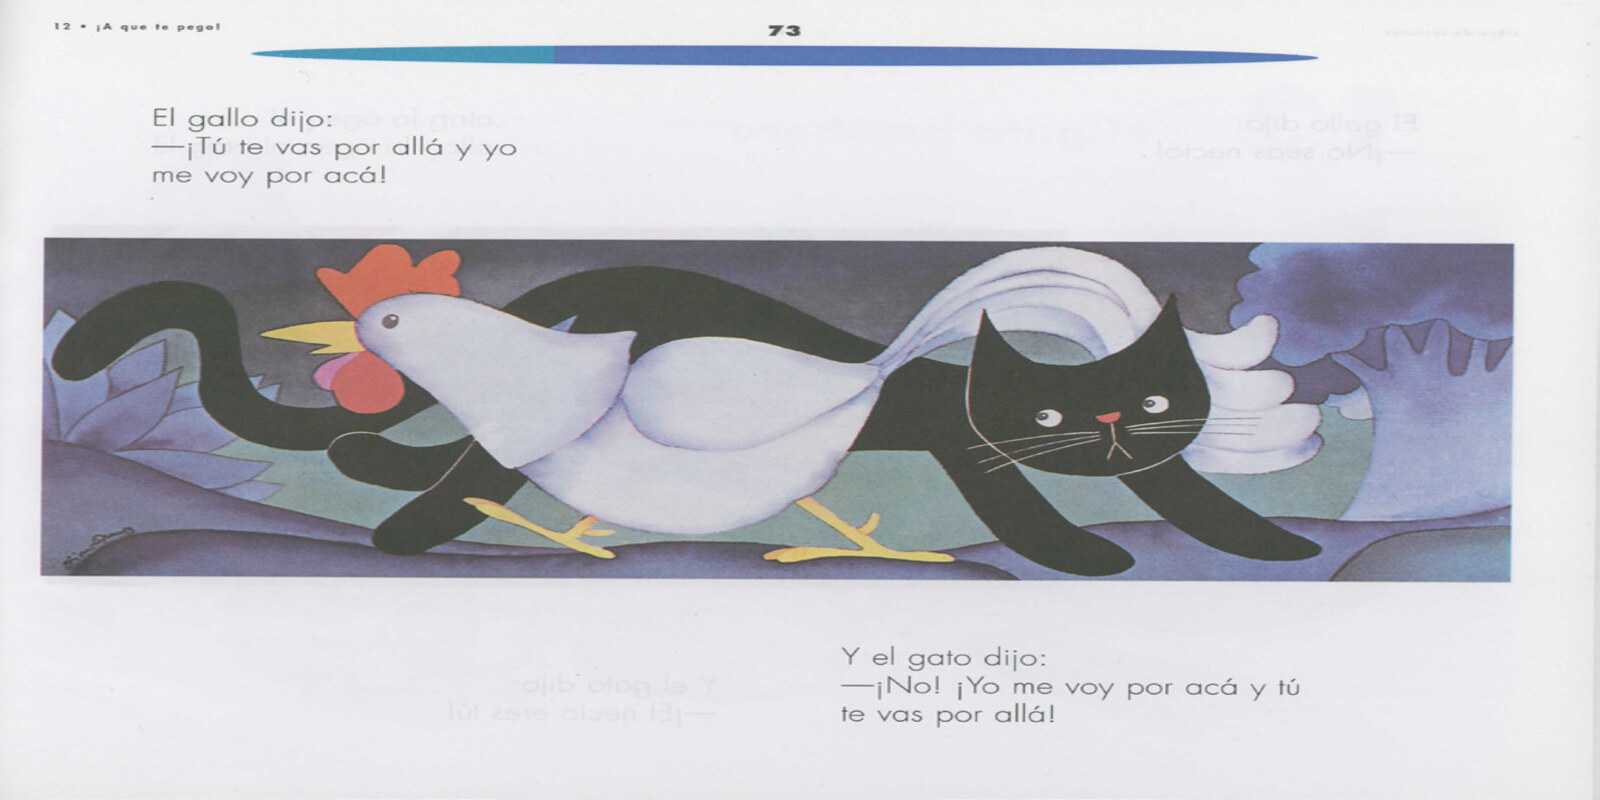 12 • ¡A que te pego!
73
El gallo dijo:
—¡Tú te vas por allá y yo
me voy por acá!
Y el gato dijo:
—¡No! ¡Yo me voy por acá y tú
te vas por allá!